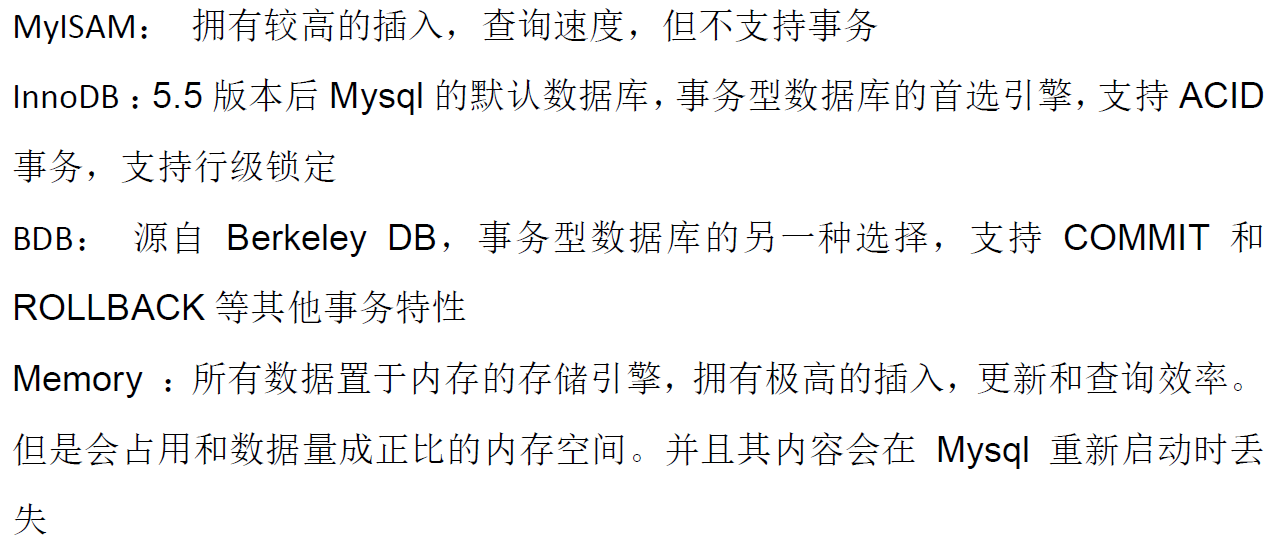 MyISAM： 拥有较高的插入，查询速度，但不支持事务
InnoDB：5.5 版本后 Mysql 的默认数据库，事务型数据库的首选引擎，支持 ACID
事务，支持行级锁定
BDB： 源自 Berkeley DB，事务型数据库的另一种选择，支持 COMMIT 和
ROLLBACK 等其他事务特性
Memory ：所有数据置于内存的存储引擎，拥有极高的插入，更新和查询效率。
但是会占用和数据量成正比的内存空间。并且其内容会在 Mysql 重新启动时丢
失